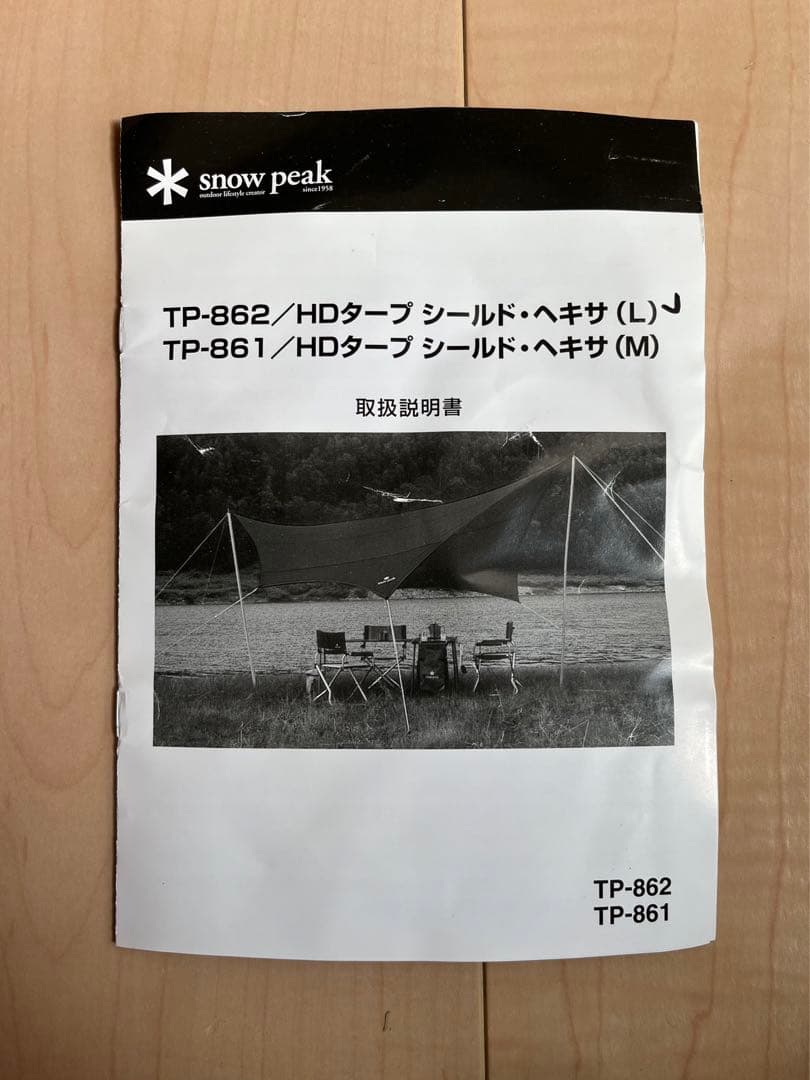 snow peak
outdoor lifestyle creator since1958
TP-862／HDタープ シールド・ヘキサ（L）
TP-861／HDタープ シールド・ヘキサ（M）
取扱説明書
TP-862
TP-861